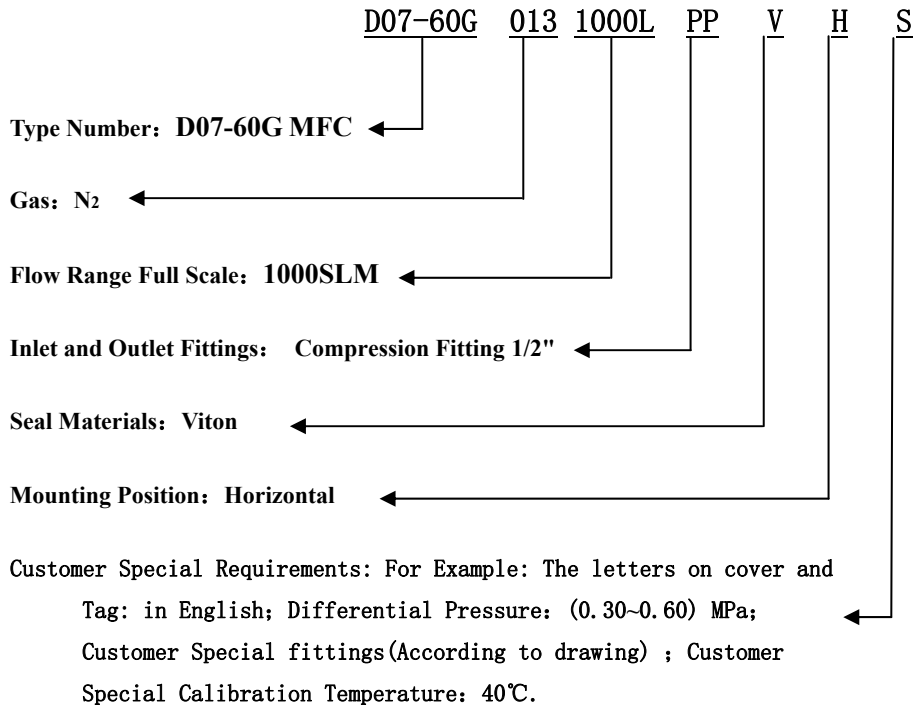 D07-60G 013 1000L PP V H S
Type Number：D07-60G MFC
Gas：N2
Flow Range Full Scale：1000SLM
Inlet and Outlet Fittings： Compression Fitting 1/2"
Seal Materials：Viton
Mounting Position：Horizontal
Customer Special Requirements: For Example: The letters on cover and
Tag: in English; Differential Pressure: (0.30~0.60) MPa;
Customer Special fittings(According to drawing) ; Customer
Special Calibration Temperature: 40℃.